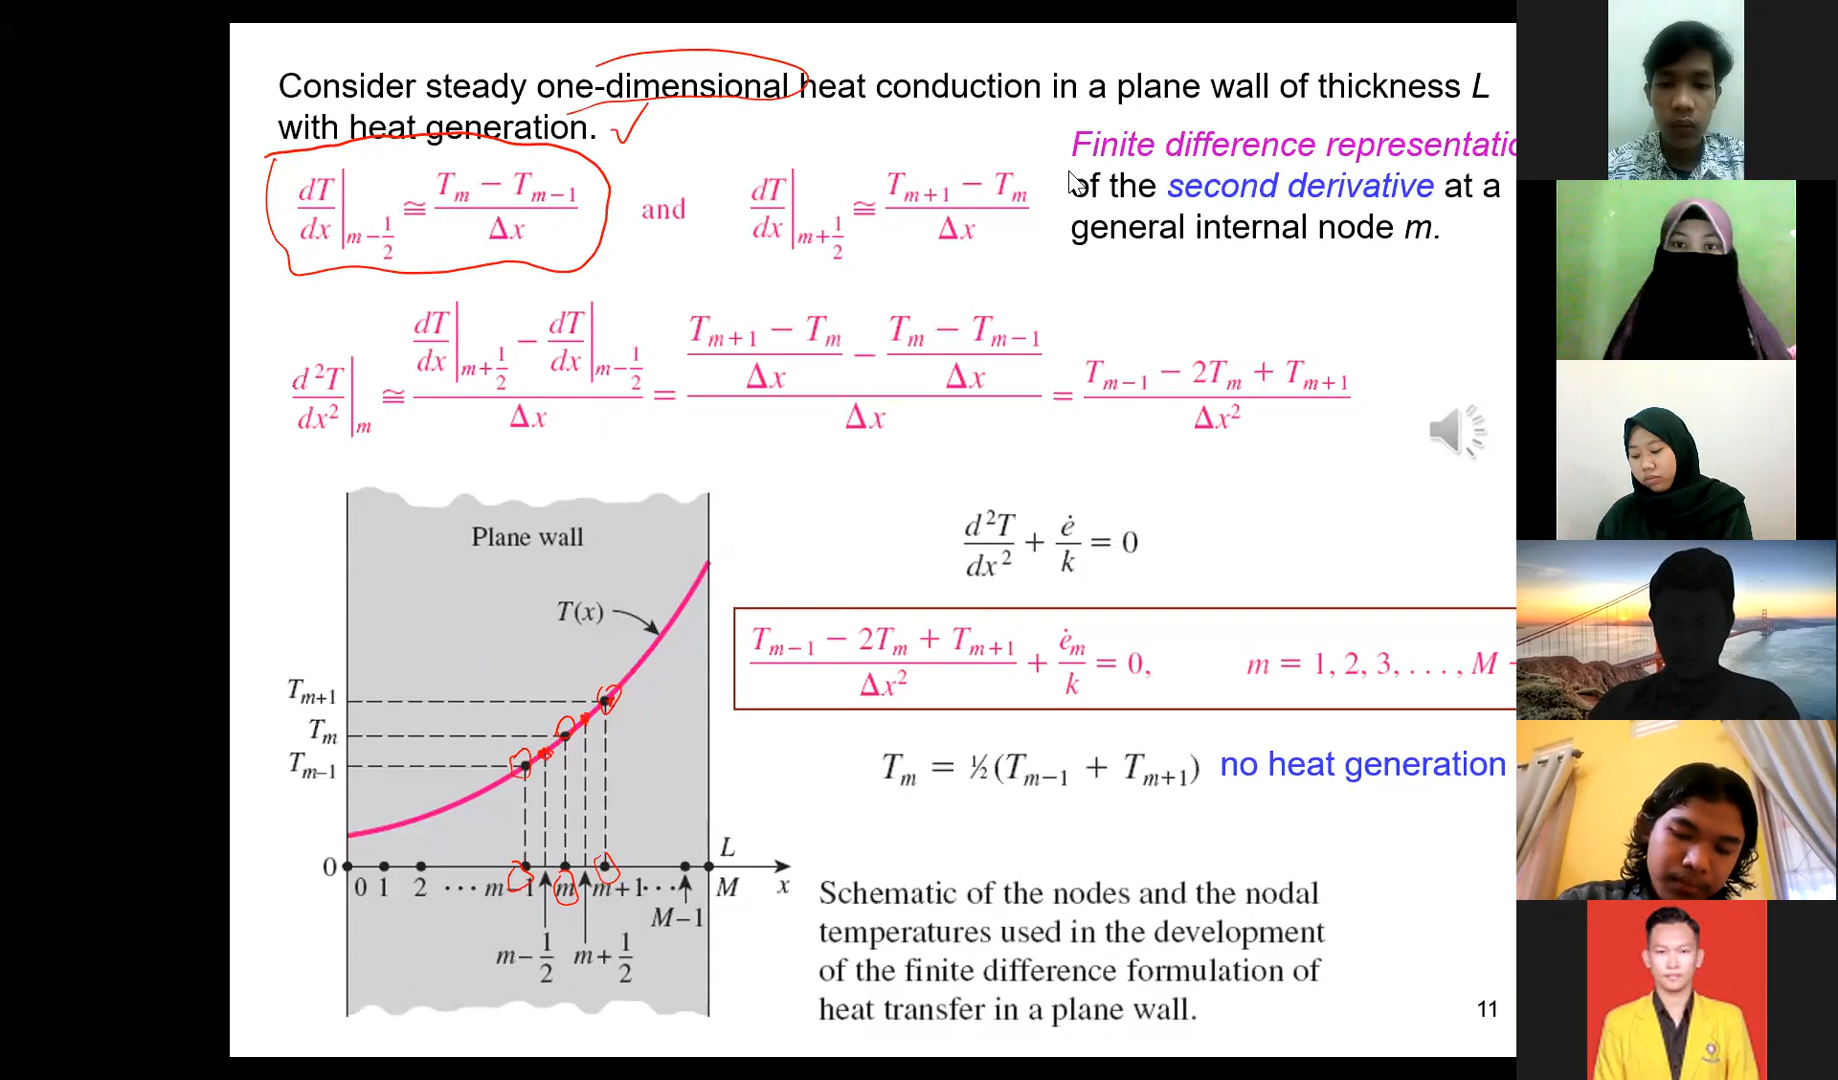 Consider steady one-dimensional heat conduction in a plane wall of thickness L
with heat generation.
Finite difference representatio
of the second derivative at a
general internal node m.
dT/dx|m−1/2 ≅ (Tm − Tm−1)/Δx and dT/dx|m+1/2 ≅ (Tm+1 − Tm)/Δx
d²T/dx²|m ≅ (dT/dx|m+1/2 − dT/dx|m−1/2)/Δx = ((Tm+1 − Tm)/Δx − (Tm − Tm−1)/Δx)/Δx = (Tm−1 − 2Tm + Tm+1)/Δx²
Plane wall
T(x)
Tm+1
Tm
Tm−1
0
L
0 1 2 ··· m−1 m m+1··· M x
M−1
m−1/2 m+1/2
d²T/dx² + ė/k = 0
(Tm−1 − 2Tm + Tm+1)/Δx² + ėm/k = 0, m = 1, 2, 3, . . . , M −
Tm = ½(Tm−1 + Tm+1) no heat generation
Schematic of the nodes and the nodal
temperatures used in the development
of the finite difference formulation of
heat transfer in a plane wall.
11